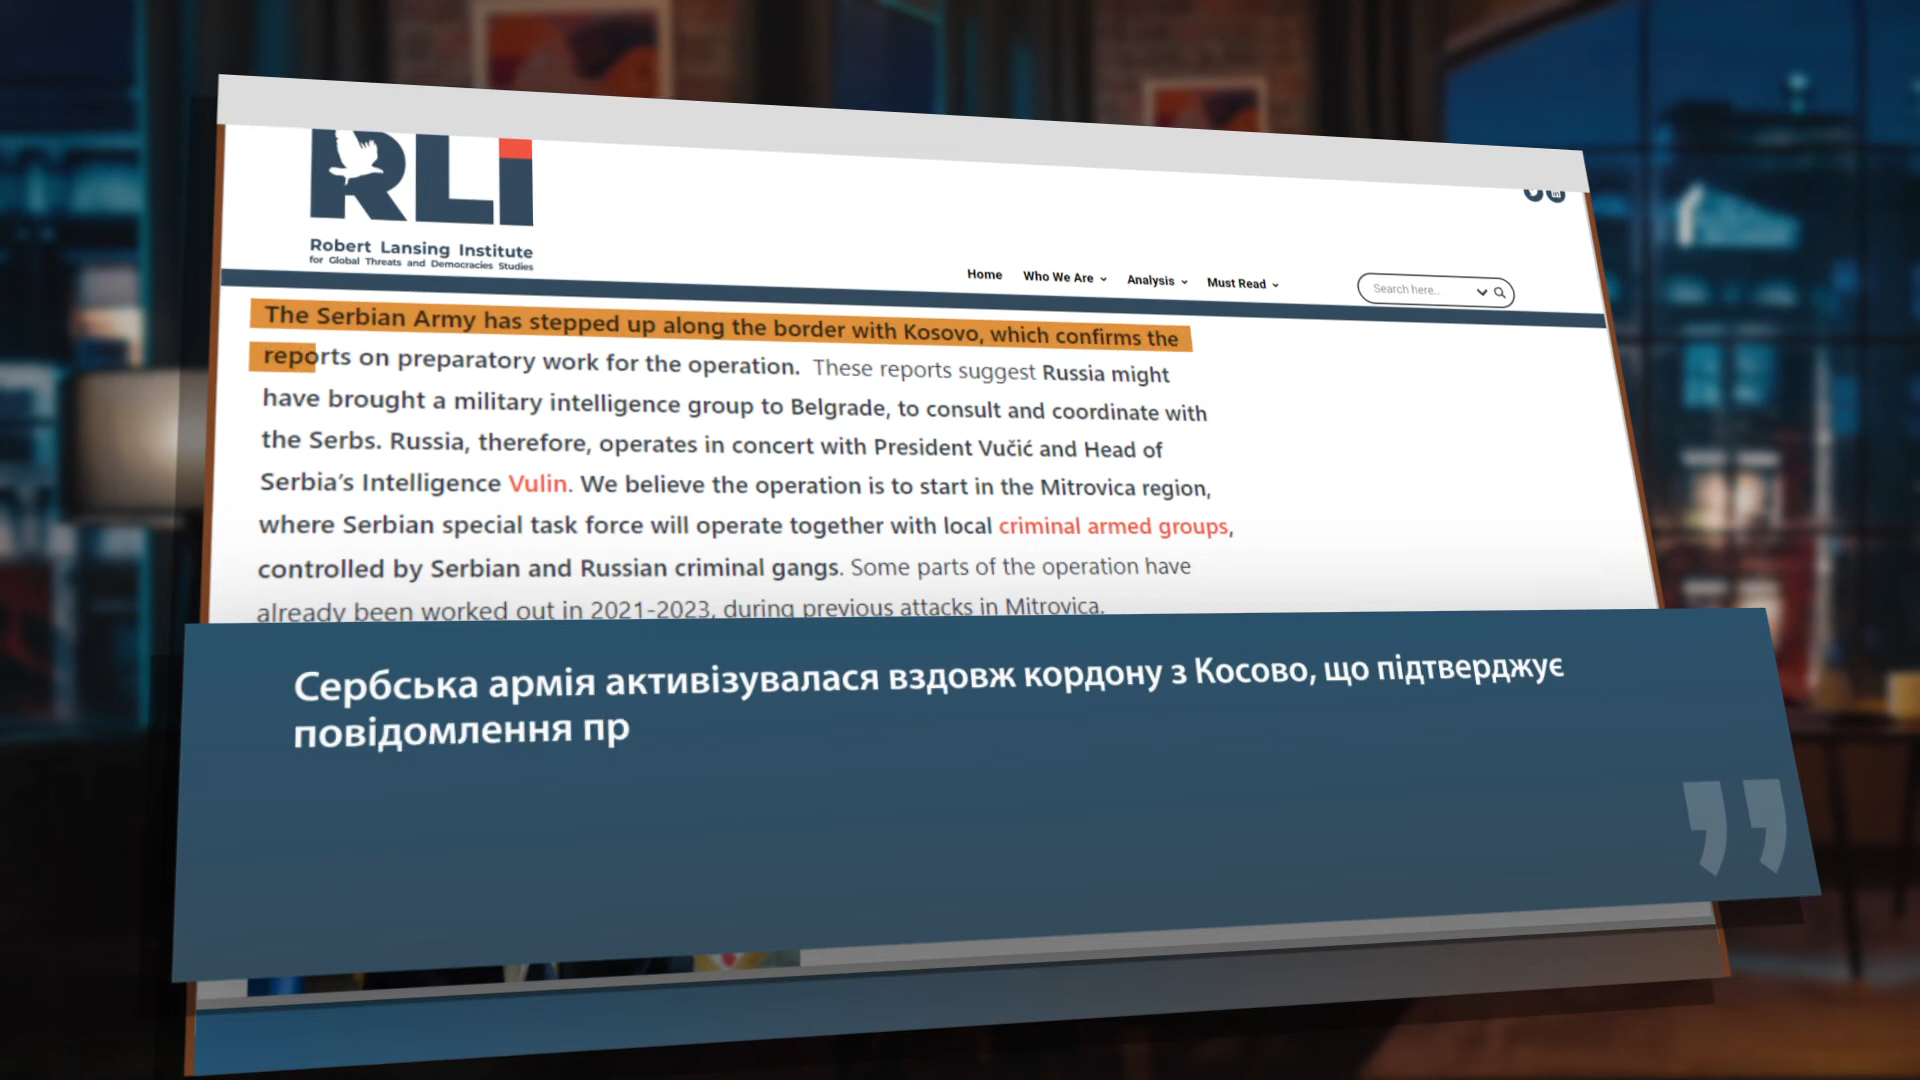 RLI
Robert Lansing Institute
for Global Threats and Democracies Studies
Home Who We Are Analysis Must Read Search here...
The Serbian Army has stepped up along the border with Kosovo, which confirms the
reports on preparatory work for the operation. These reports suggest Russia might
have brought a military intelligence group to Belgrade, to consult and coordinate with
the Serbs. Russia, therefore, operates in concert with President Vučić and Head of
Serbia's Intelligence Vulin. We believe the operation is to start in the Mitrovica region,
where Serbian special task force will operate together with local criminal armed groups,
controlled by Serbian and Russian criminal gangs. Some parts of the operation have
already been worked out in 2021-2023, during previous attacks in Mitrovica.
Сербська армія активізувалася вздовж кордону з Косово, що підтверджує
повідомлення пр
”